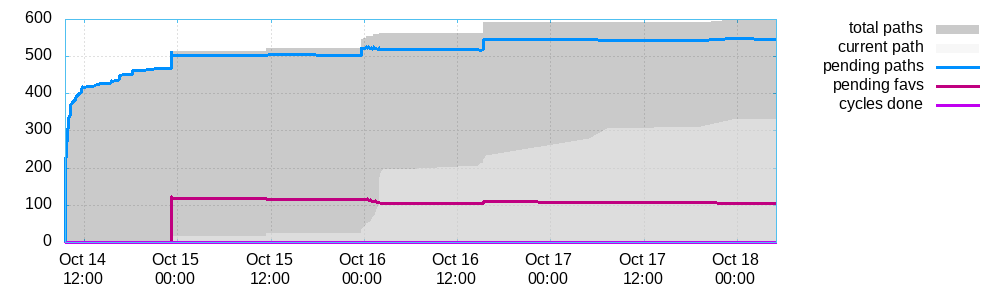 600
500
400
300
200
100
0
Oct 14 Oct 15 Oct 15 Oct 16 Oct 16 Oct 17 Oct 17 Oct 18
12:00 00:00 12:00 00:00 12:00 00:00 12:00 00:00
total paths
current path
pending paths
pending favs
cycles done